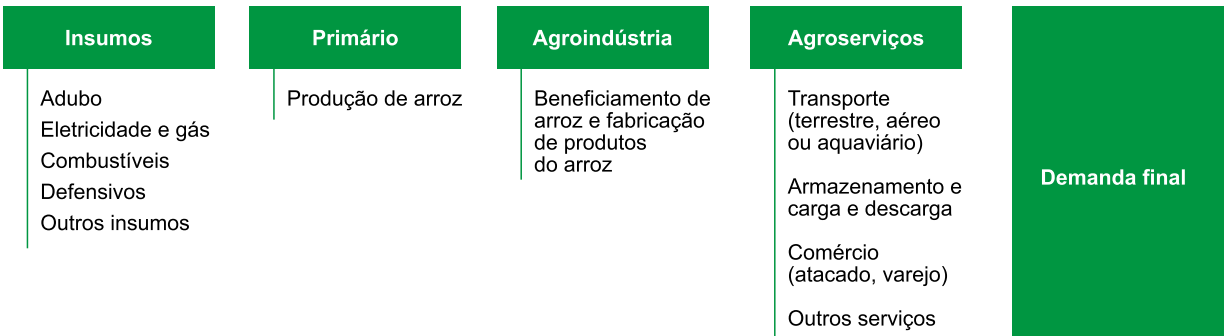 Insumos
Adubo
Eletricidade e gás
Combustíveis
Defensivos
Outros insumos
Primário
Produção de arroz
Agroindústria
Beneficiamento de
arroz e fabricação
de produtos
do arroz
Agroserviços
Transporte
(terrestre, aéreo
ou aquaviário)
Armazenamento e
carga e descarga
Comércio
(atacado, varejo)
Outros serviços
Demanda final